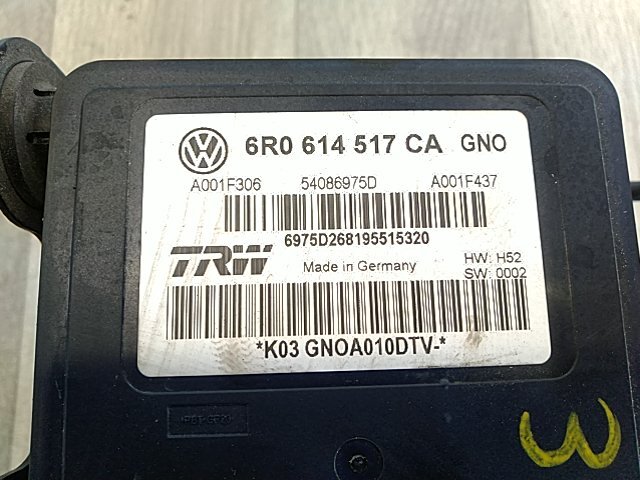 6R0 614 517 CA GNO
A001F306 54086975D A001F437
6975D268195515320
TRW Made in Germany HW: H52
SW: 0002
*K03 GNOA010DTV-*